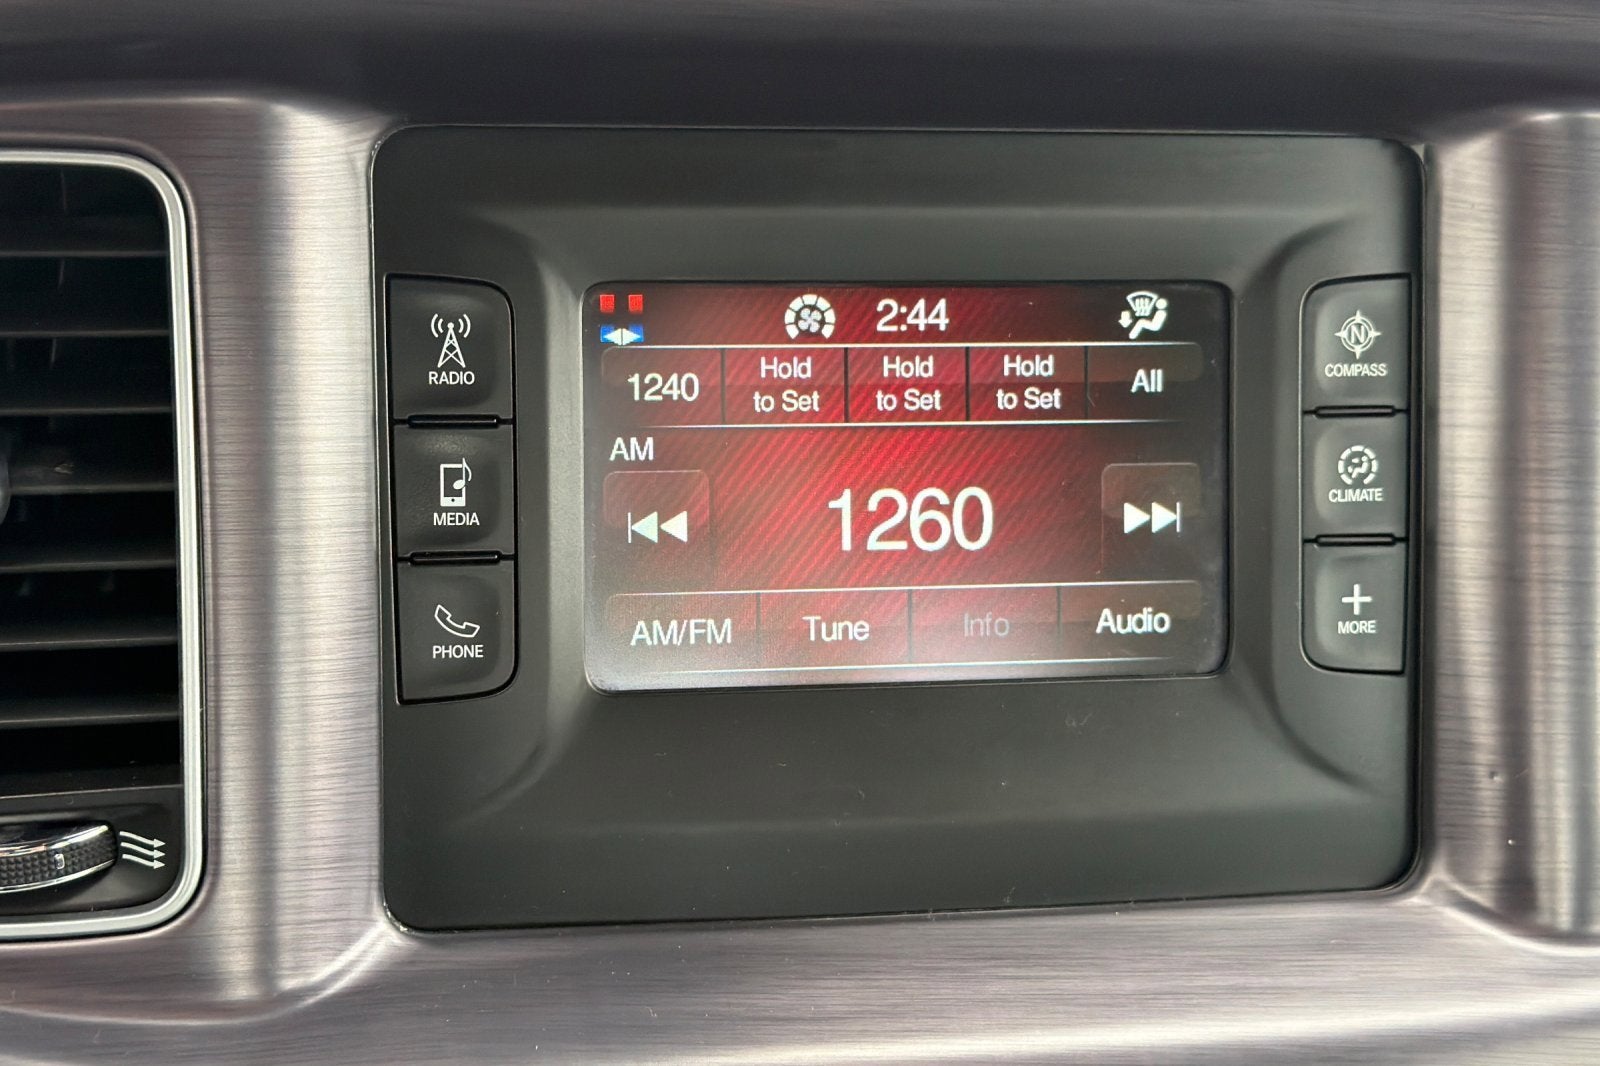 RADIO
MEDIA
PHONE
2:44
1240
Hold
to Set
Hold
to Set
Hold
to Set
All
AM
1260
AM/FM
Tune
Info
Audio
N
COMPASS
CLIMATE
MORE